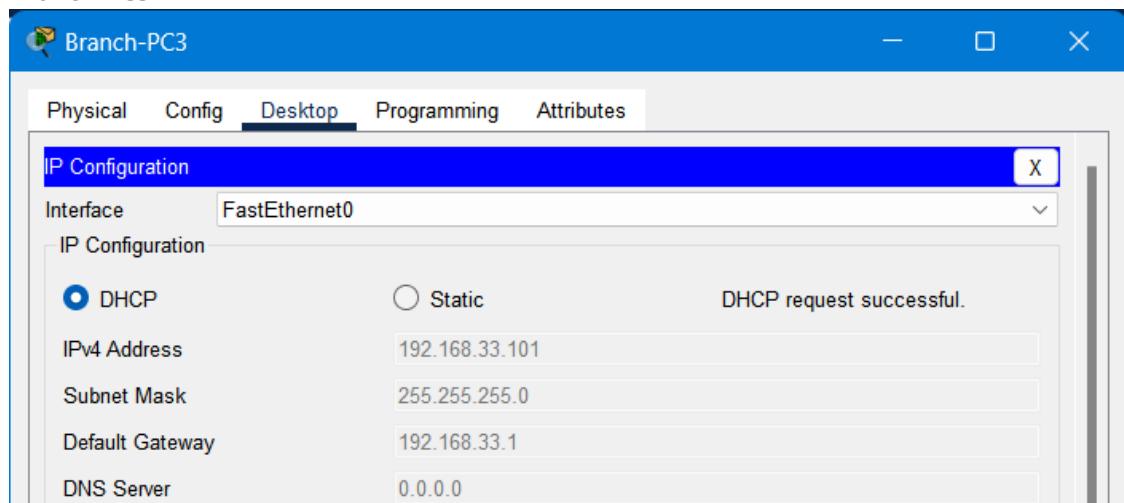 Branch-PC3
Physical Config Desktop Programming Attributes
IP Configuration X
Interface FastEthernet0
IP Configuration
DHCP Static DHCP request successful.
IPv4 Address 192.168.33.101
Subnet Mask 255.255.255.0
Default Gateway 192.168.33.1
DNS Server 0.0.0.0